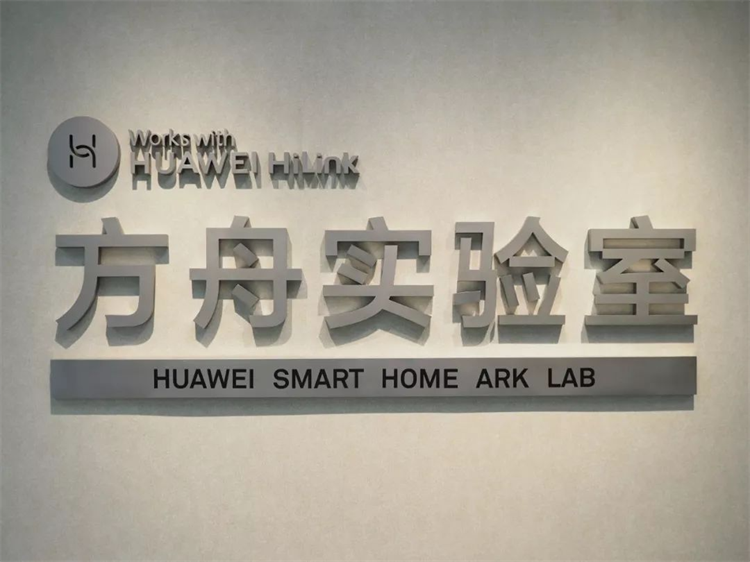 Works with
HUAWEI HiLink
方舟实验室
HUAWEI SMART HOME ARK LAB